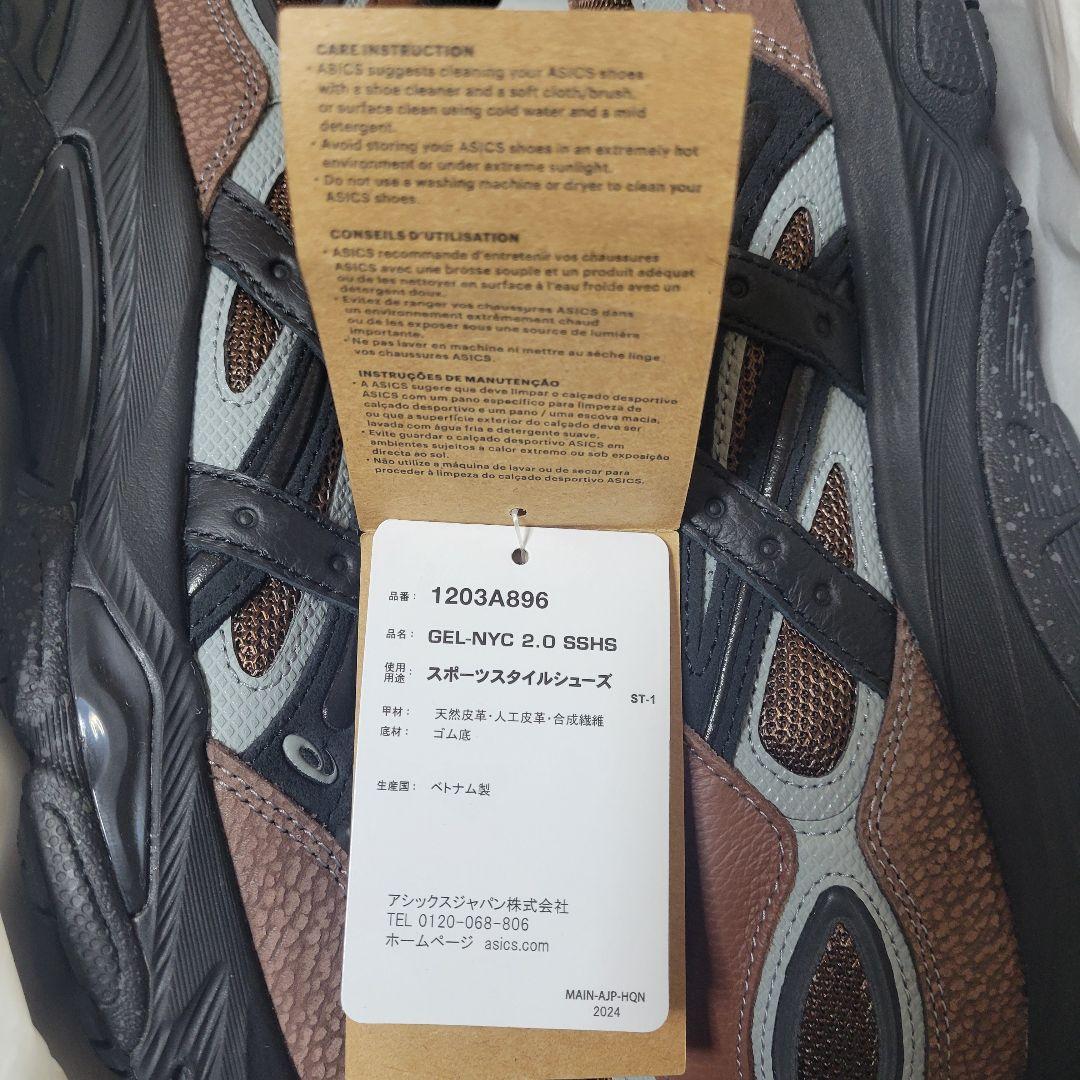 CARE INSTRUCTION
• ASICS suggests cleaning your ASICS shoes
with a shoe cleaner and a soft cloth/brush,
or surface clean using cold water and a mild
detergent.
• Avoid storing your ASICS shoes in an extremely hot
environment or under extreme sunlight.
• Do not use a washing machine or dryer to clean your
ASICS shoes.
CONSEILS D'UTILISATION
• ASICS recommande d'entretenir vos chaussures
ASICS avec une brosse souple et un produit adéquat
ou de les nettoyer en surface à l'eau froide avec un
détergent doux.
• Evitez de ranger vos chaussures ASICS dans
un environnement extrêmement chaud
ou de les exposer sous une source de lumière
importante.
• Ne pas laver en machine ni mettre au sèche linge
vos chaussures ASICS.
INSTRUÇÕES DE MANUTENÇÃO
• A ASICS sugere que deve limpar o calçado desportivo
ASICS com um pano específico para limpeza de
calçado desportivo e um pano / uma escova macia,
ou que a superfície exterior do calçado deva ser
lavada com água fria e detergente suave.
• Evite guardar o calçado desportivo ASICS em
ambientes sujeitos a calor extremo ou sob exposição
directa ao sol.
• Não utilize a máquina de lavar ou de secar para
proceder à limpeza do calçado desportivo ASICS.
品番： 1203A896
品名： GEL-NYC 2.0 SSHS
使用用途： スポーツスタイルシューズ
ST-1
甲材： 天然皮革・人工皮革・合成繊維
底材： ゴム底
生産国： ベトナム製
アシックスジャパン株式会社
TEL 0120-068-806
ホームページ asics.com
MAIN-AJP-HQN
2024